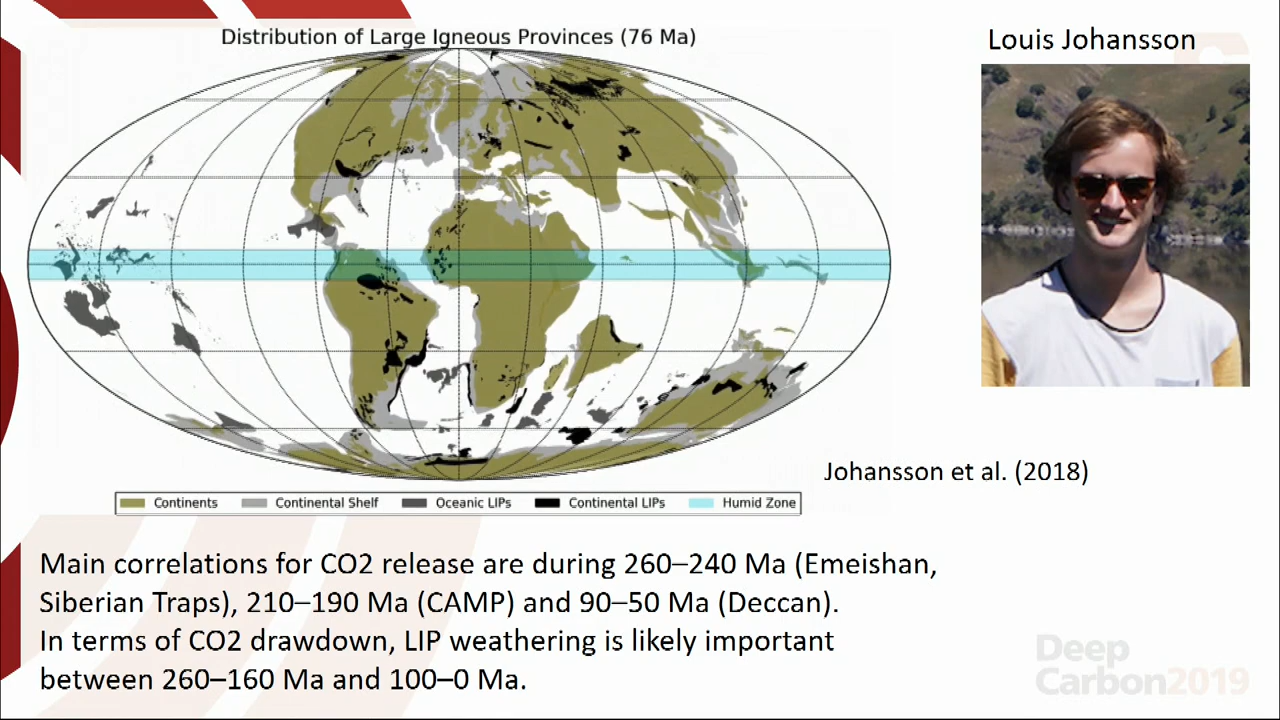 Distribution of Large Igneous Provinces (76 Ma)
Louis Johansson
Johansson et al. (2018)
Continents Continental Shelf Oceanic LIPs Continental LIPs Humid Zone
Main correlations for CO2 release are during 260–240 Ma (Emeishan,
Siberian Traps), 210–190 Ma (CAMP) and 90–50 Ma (Deccan).
In terms of CO2 drawdown, LIP weathering is likely important
between 260–160 Ma and 100–0 Ma.
Deep
Carbon2019